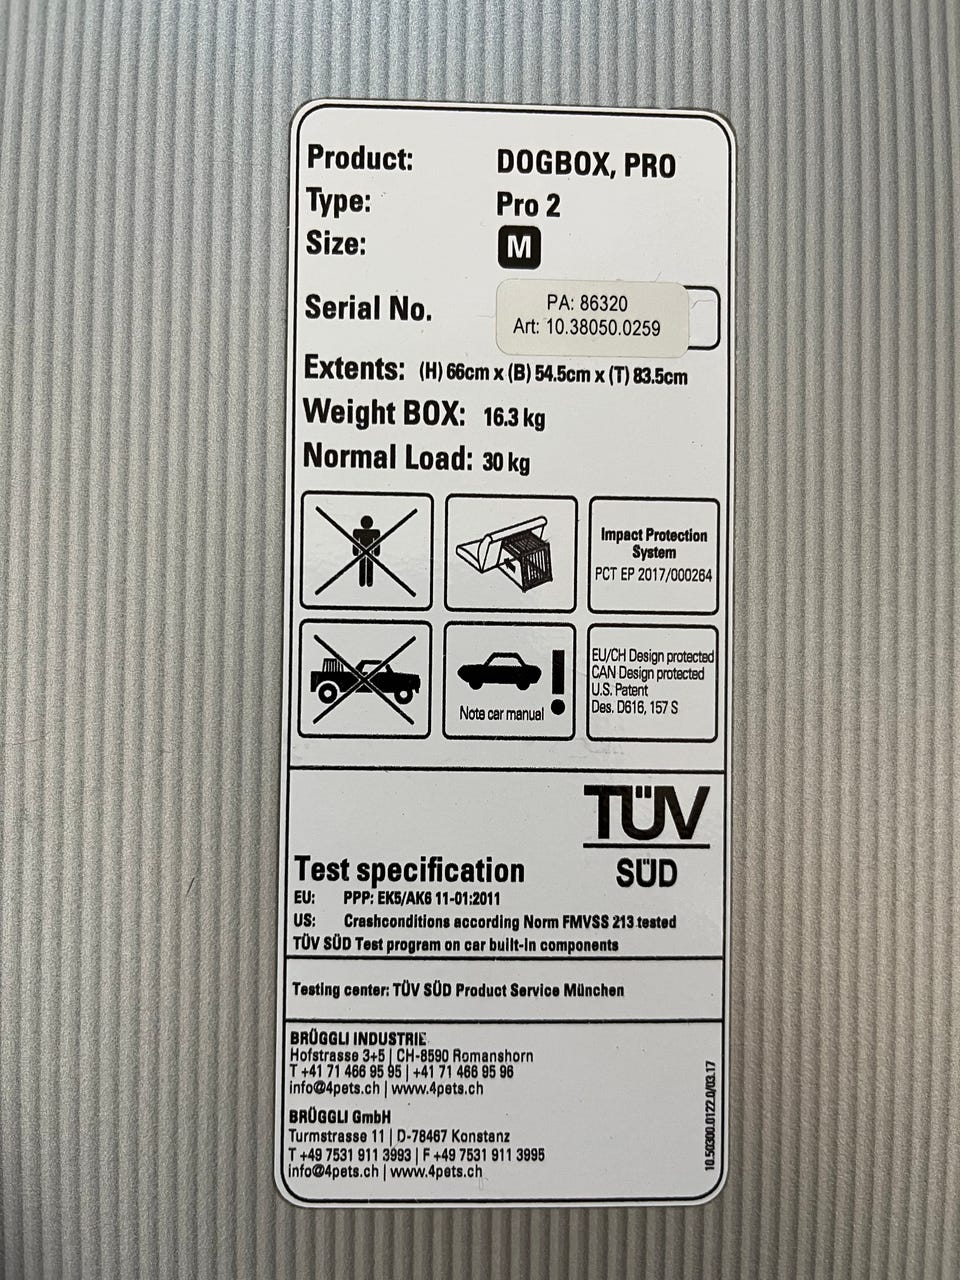 Product: DOGBOX, PRO
Type: Pro 2
Size: M
Serial No. PA: 86320
Art: 10.38050.0259
Extents: (H) 66cm x (B) 54.5cm x (T) 83.5cm
Weight BOX: 16.3 kg
Normal Load: 30 kg
Impact Protection
System
PCT EP 2017/000264
Note car manual !
EU/CH Design protected
CAN Design protected
U.S. Patent
Des. D616, 157 S
TÜV
SÜD
Test specification
EU: PPP: EK5/AK6 11-01:2011
US: Crashconditions according Norm FMVSS 213 tested
TÜV SÜD Test program on car built-in components
Testing center: TÜV SÜD Product Service München
BRÜGGLI INDUSTRIE
Hofstrasse 3+5 | CH-8590 Romanshorn
T +41 71 466 95 95 | +41 71 466 95 96
info@4pets.ch | www.4pets.ch
BRÜGGLI GmbH
Turmstrasse 11 | D-78467 Konstanz
T +49 7531 911 3993 | F +49 7531 911 3995
info@4pets.ch | www.4pets.ch
10.50300.0122.0/03.17